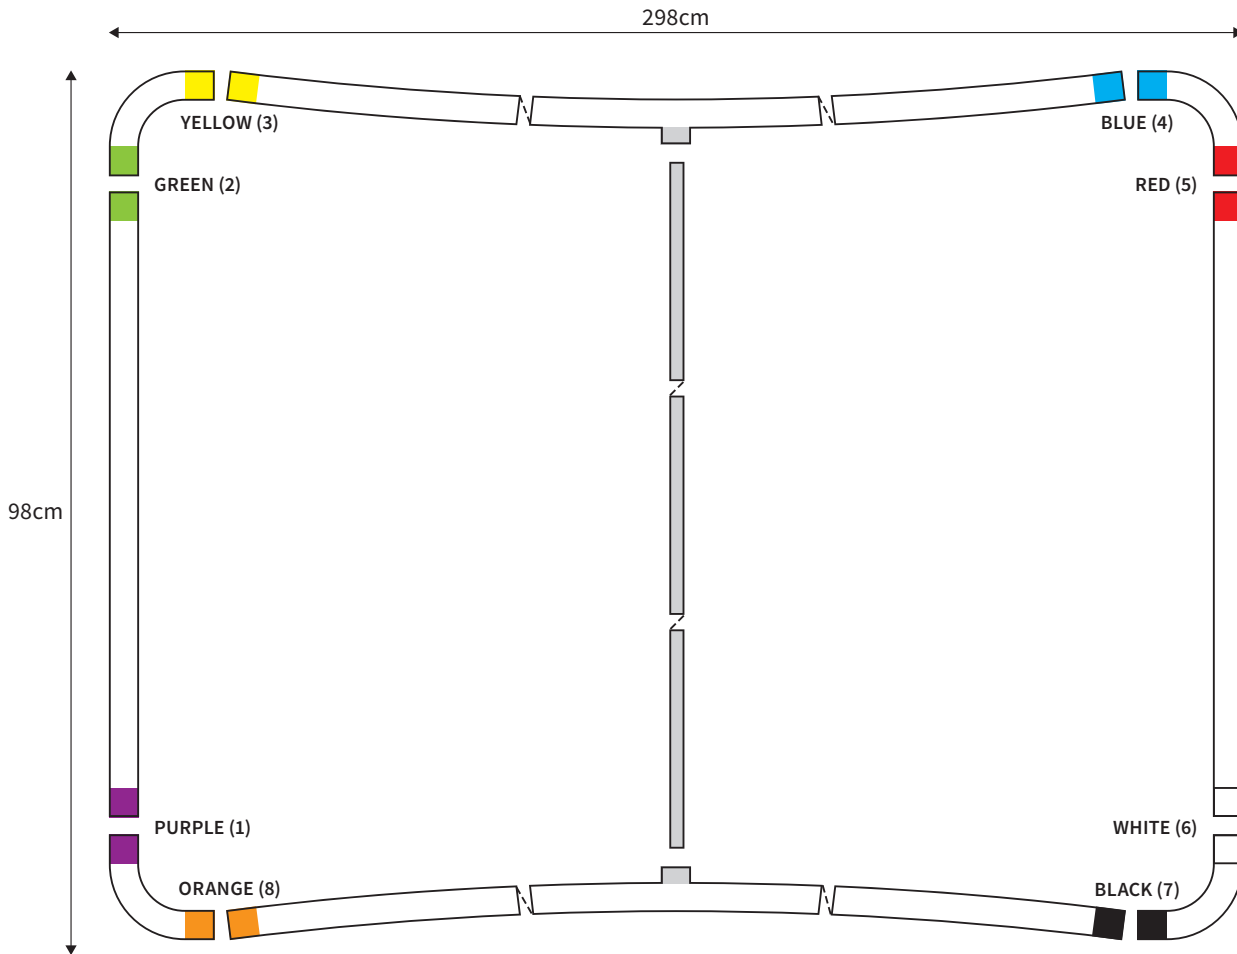 298cm
YELLOW (3)
BLUE (4)
GREEN (2)
RED (5)
98cm
PURPLE (1)
WHITE (6)
ORANGE (8)
BLACK (7)